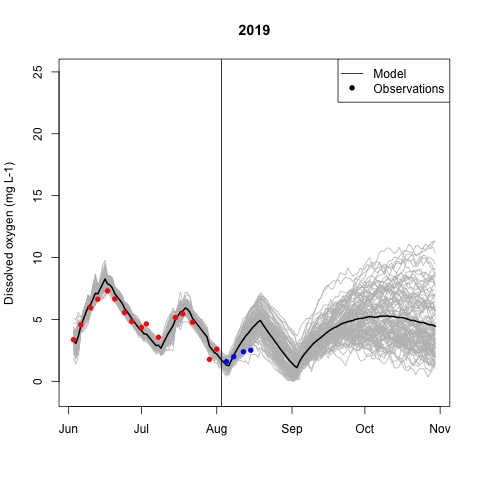 2019
Model
Observations
Dissolved oxygen (mg L-1)
25
20
15
10
5
0
Jun Jul Aug Sep Oct Nov